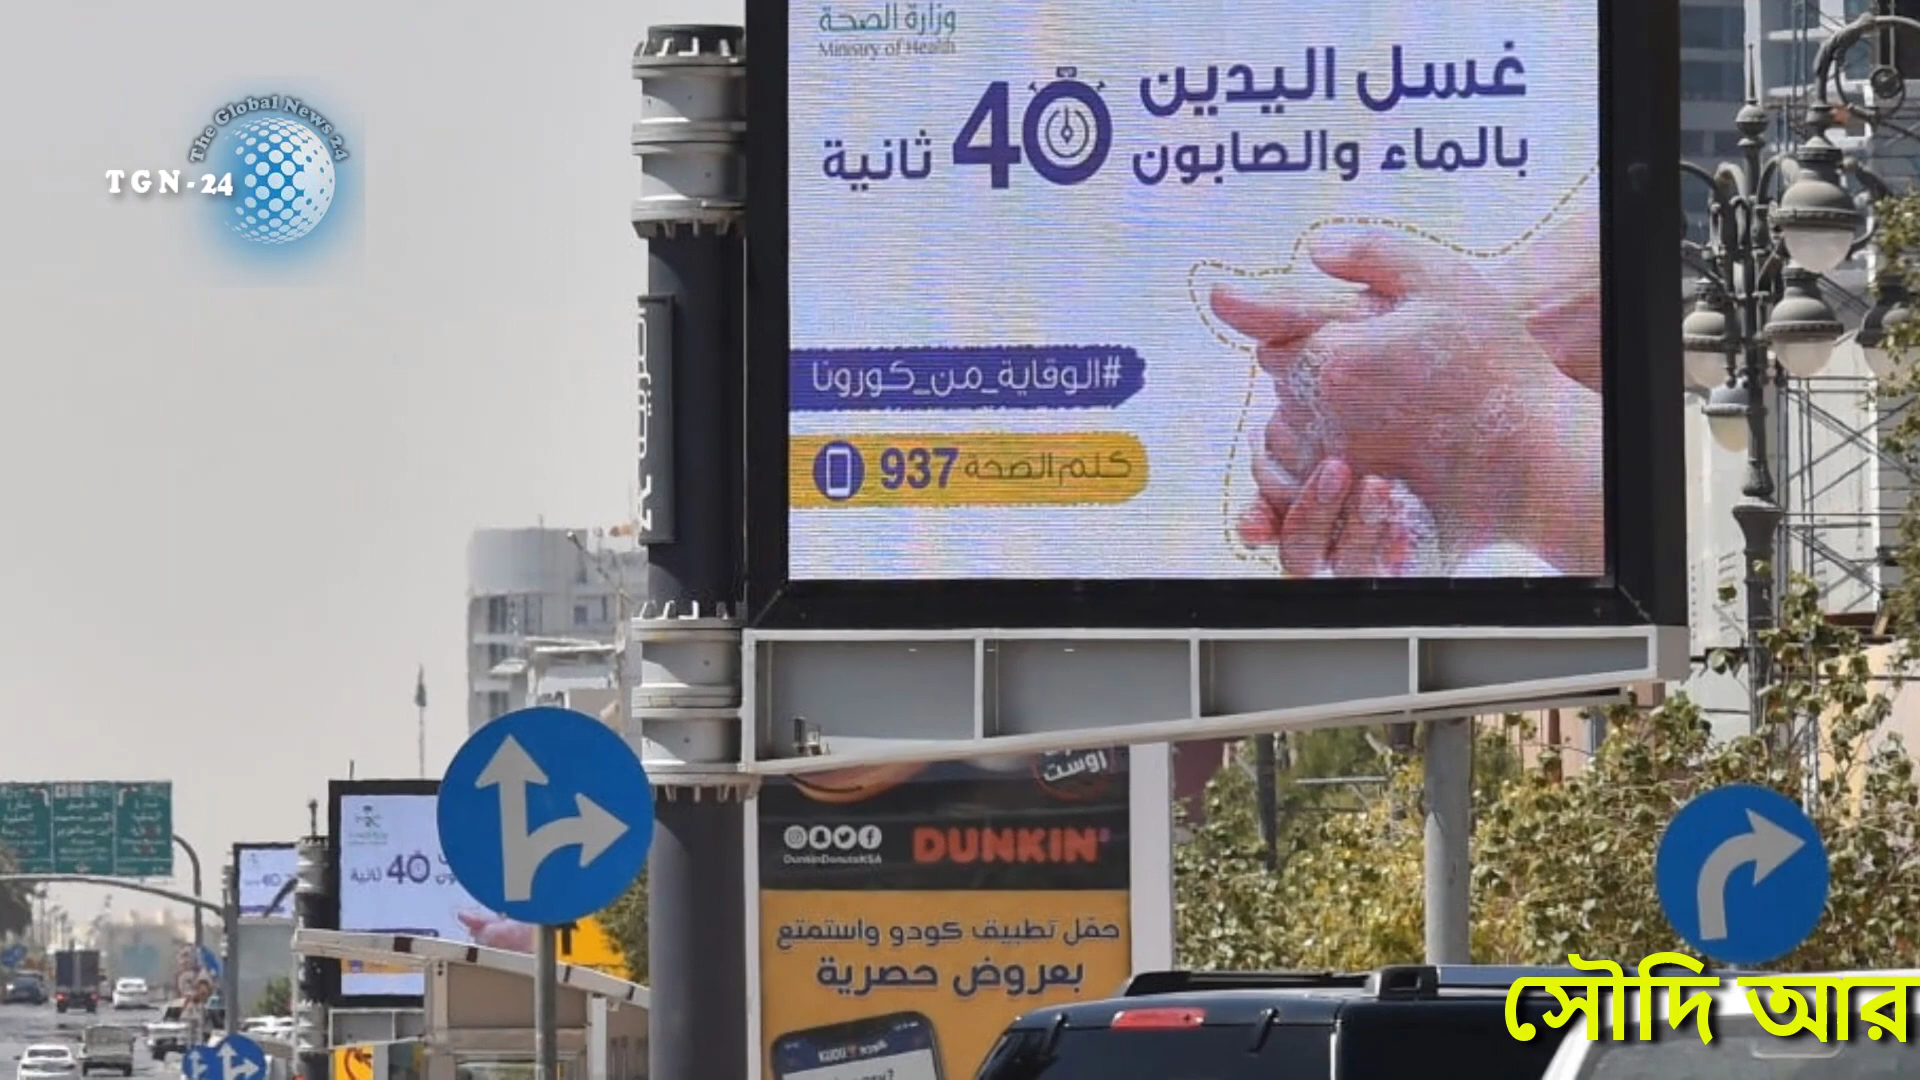 وزارة الصحة
Ministry of Health
غسل اليدين
بالماء والصابون
40 ثانية
#الوقاية_من_كورونا
كلم الصحة 937
The Global News 24
TGN-24
40 ثانية
DUNKIN'
DunkinDonutsKSA
حمّل تطبيق كودو واستمتع
بعروض حصرية
সৌদি আর